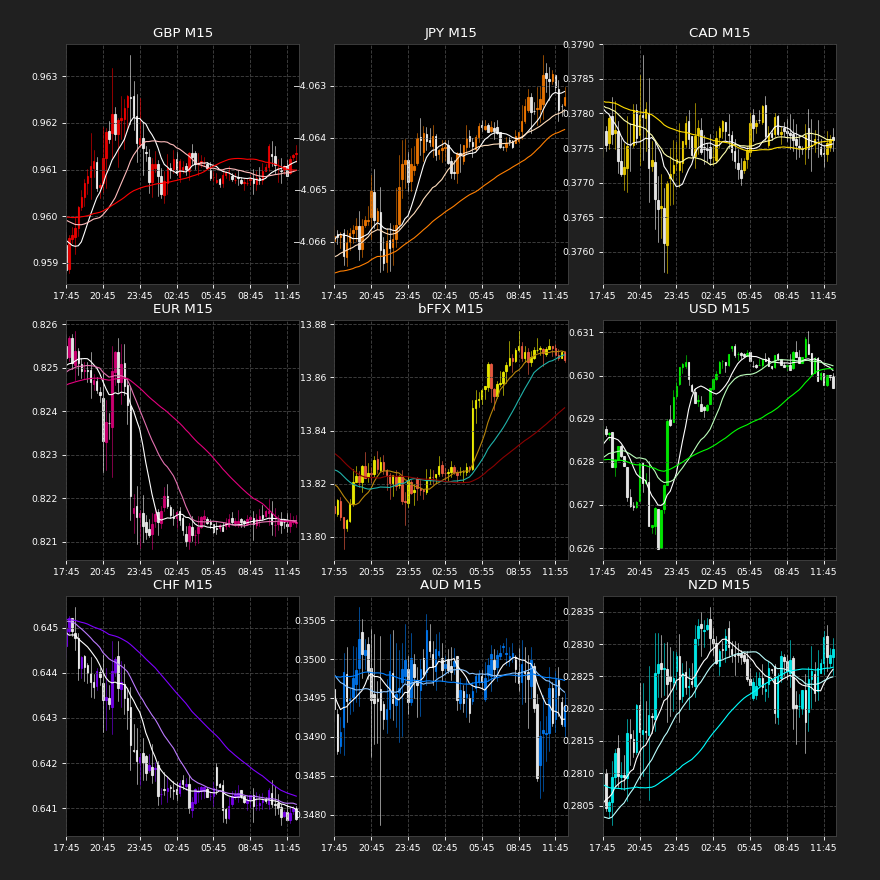 GBP M15
JPY M15
CAD M15
0.963
0.962
0.961
0.960
0.959
−4.063
−4.064
−4.065
−4.066
0.3790
0.3785
0.3780
0.3775
0.3770
0.3765
0.3760
17:45 20:45 23:45 02:45 05:45 08:45 11:45
17:45 20:45 23:45 02:45 05:45 08:45 11:45
17:45 20:45 23:45 02:45 05:45 08:45 11:45
EUR M15
bFFX M15
USD M15
0.826
0.825
0.824
0.823
0.822
0.821
13.88
13.86
13.84
13.82
13.80
0.631
0.630
0.629
0.628
0.627
0.626
17:45 20:45 23:45 02:45 05:45 08:45 11:45
17:55 20:55 23:55 02:55 05:55 08:55 11:55
17:45 20:45 23:45 02:45 05:45 08:45 11:45
CHF M15
AUD M15
NZD M15
0.645
0.644
0.643
0.642
0.641
0.3505
0.3500
0.3495
0.3490
0.3485
0.3480
0.2835
0.2830
0.2825
0.2820
0.2815
0.2810
0.2805
17:45 20:45 23:45 02:45 05:45 08:45 11:45
17:45 20:45 23:45 02:45 05:45 08:45 11:45
17:45 20:45 23:45 02:45 05:45 08:45 11:45